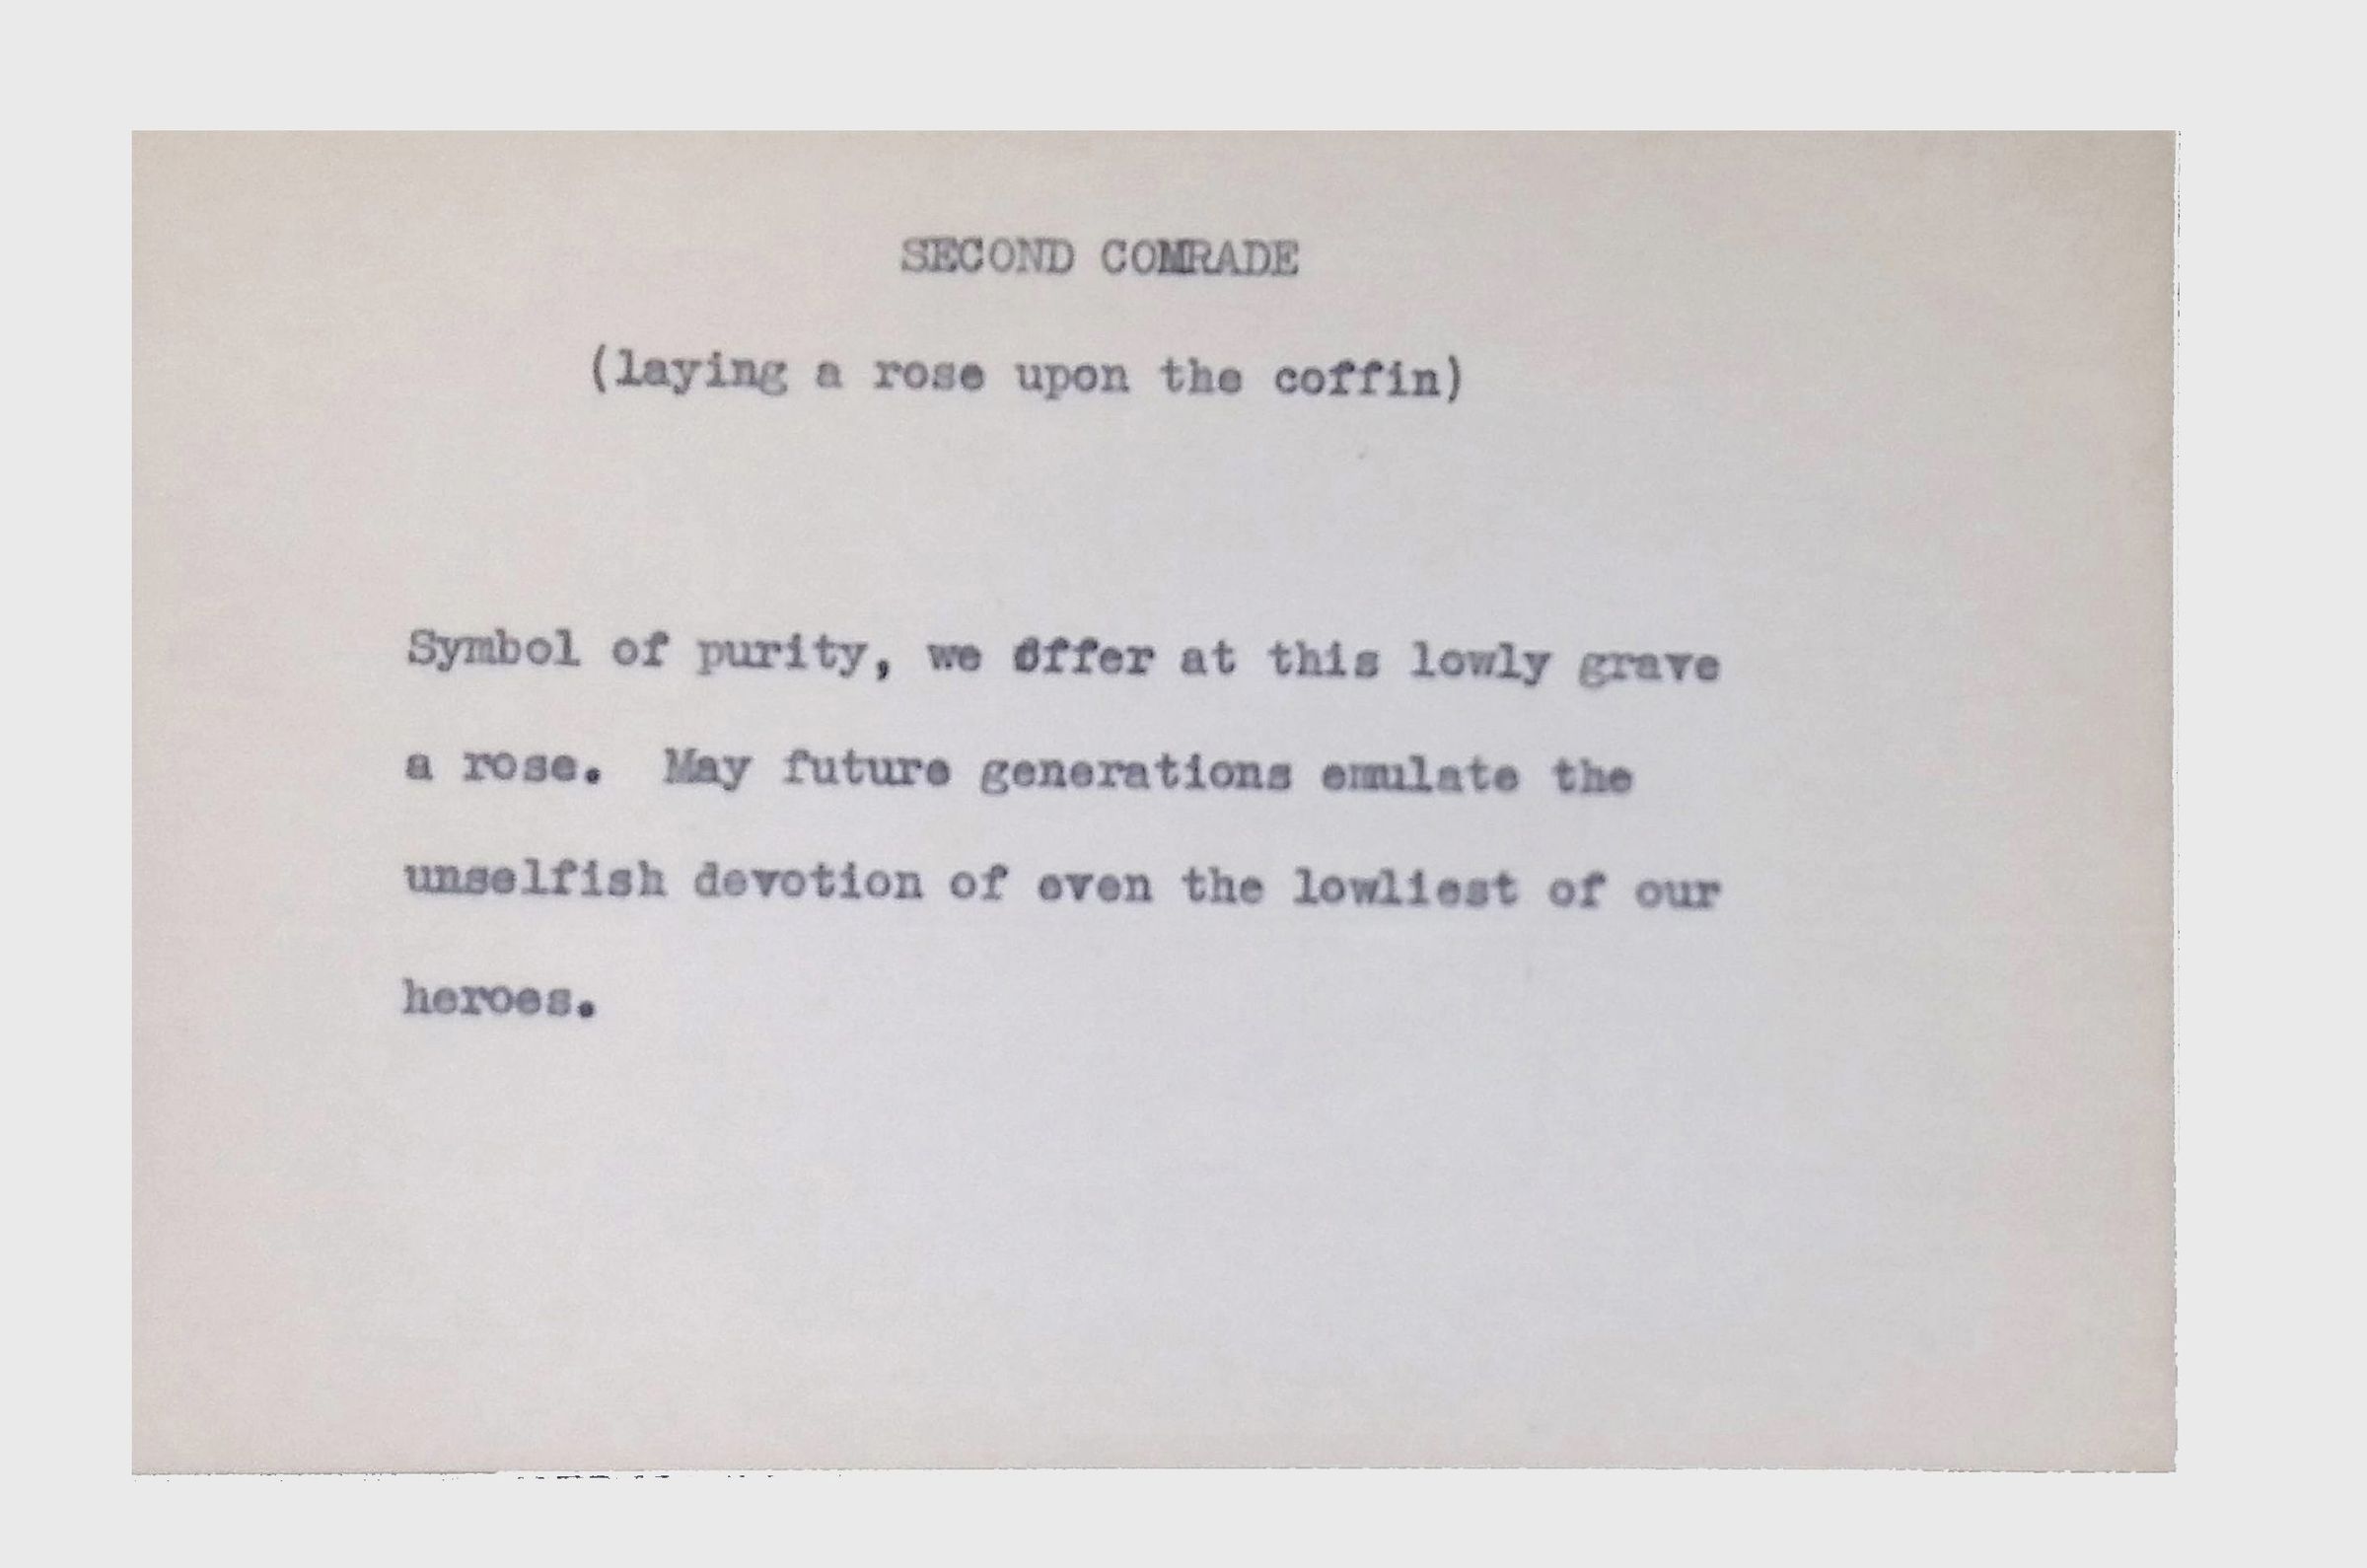 SECOND COMRADE
(laying a rose upon the coffin)
Symbol of purity, we offer at this lowly grave
a rose.  May future generations emulate the
unselfish devotion of even the lowliest of our
heroes.